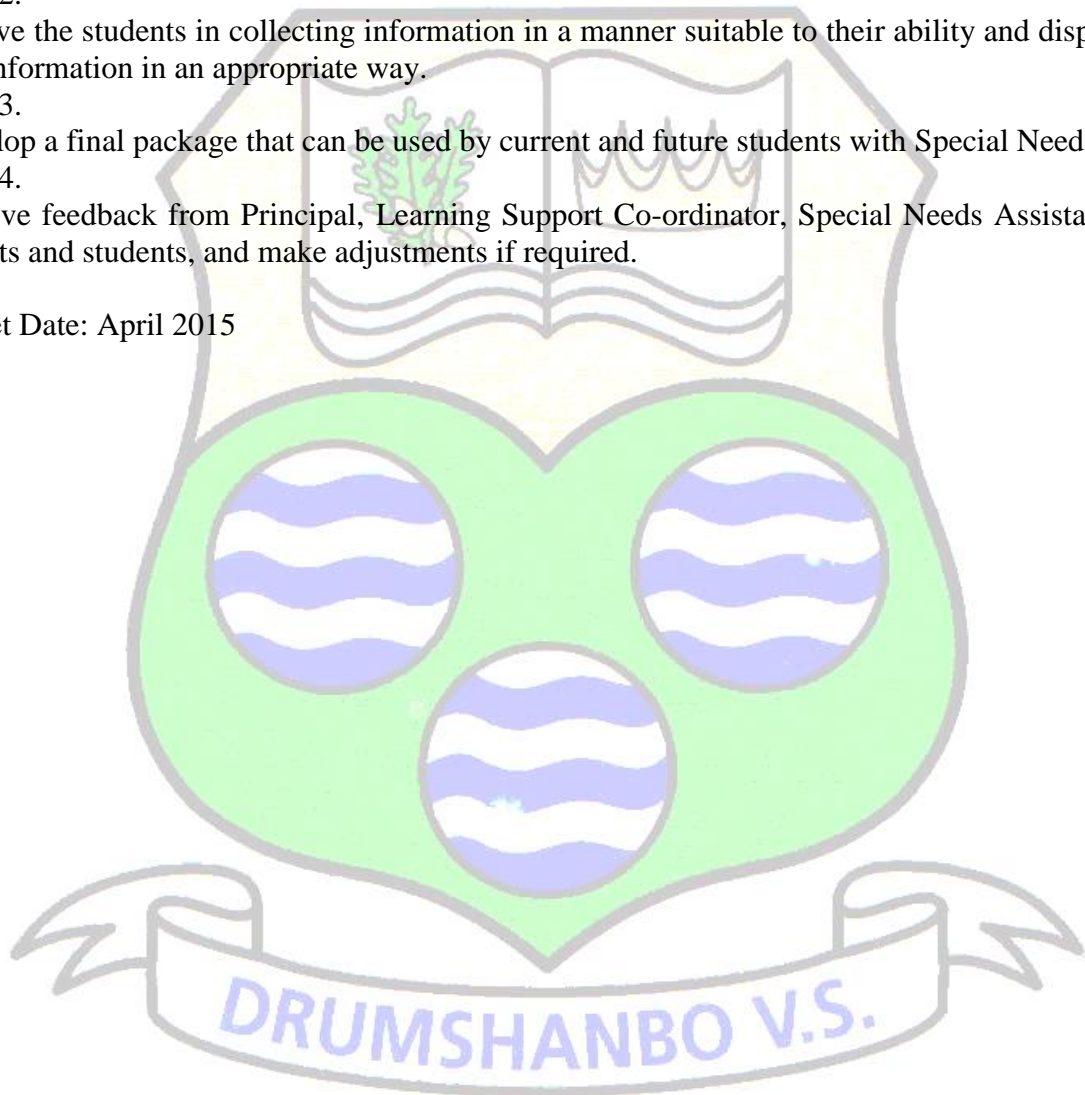 2.
ve the students in collecting information in a manner suitable to their ability and disp
nformation in an appropriate way.
3.
lop a final package that can be used by current and future students with Special Need
4.
ve feedback from Principal, Learning Support Co-ordinator, Special Needs Assista
ts and students, and make adjustments if required.
et Date: April 2015
DRUMSHANBO V.S.